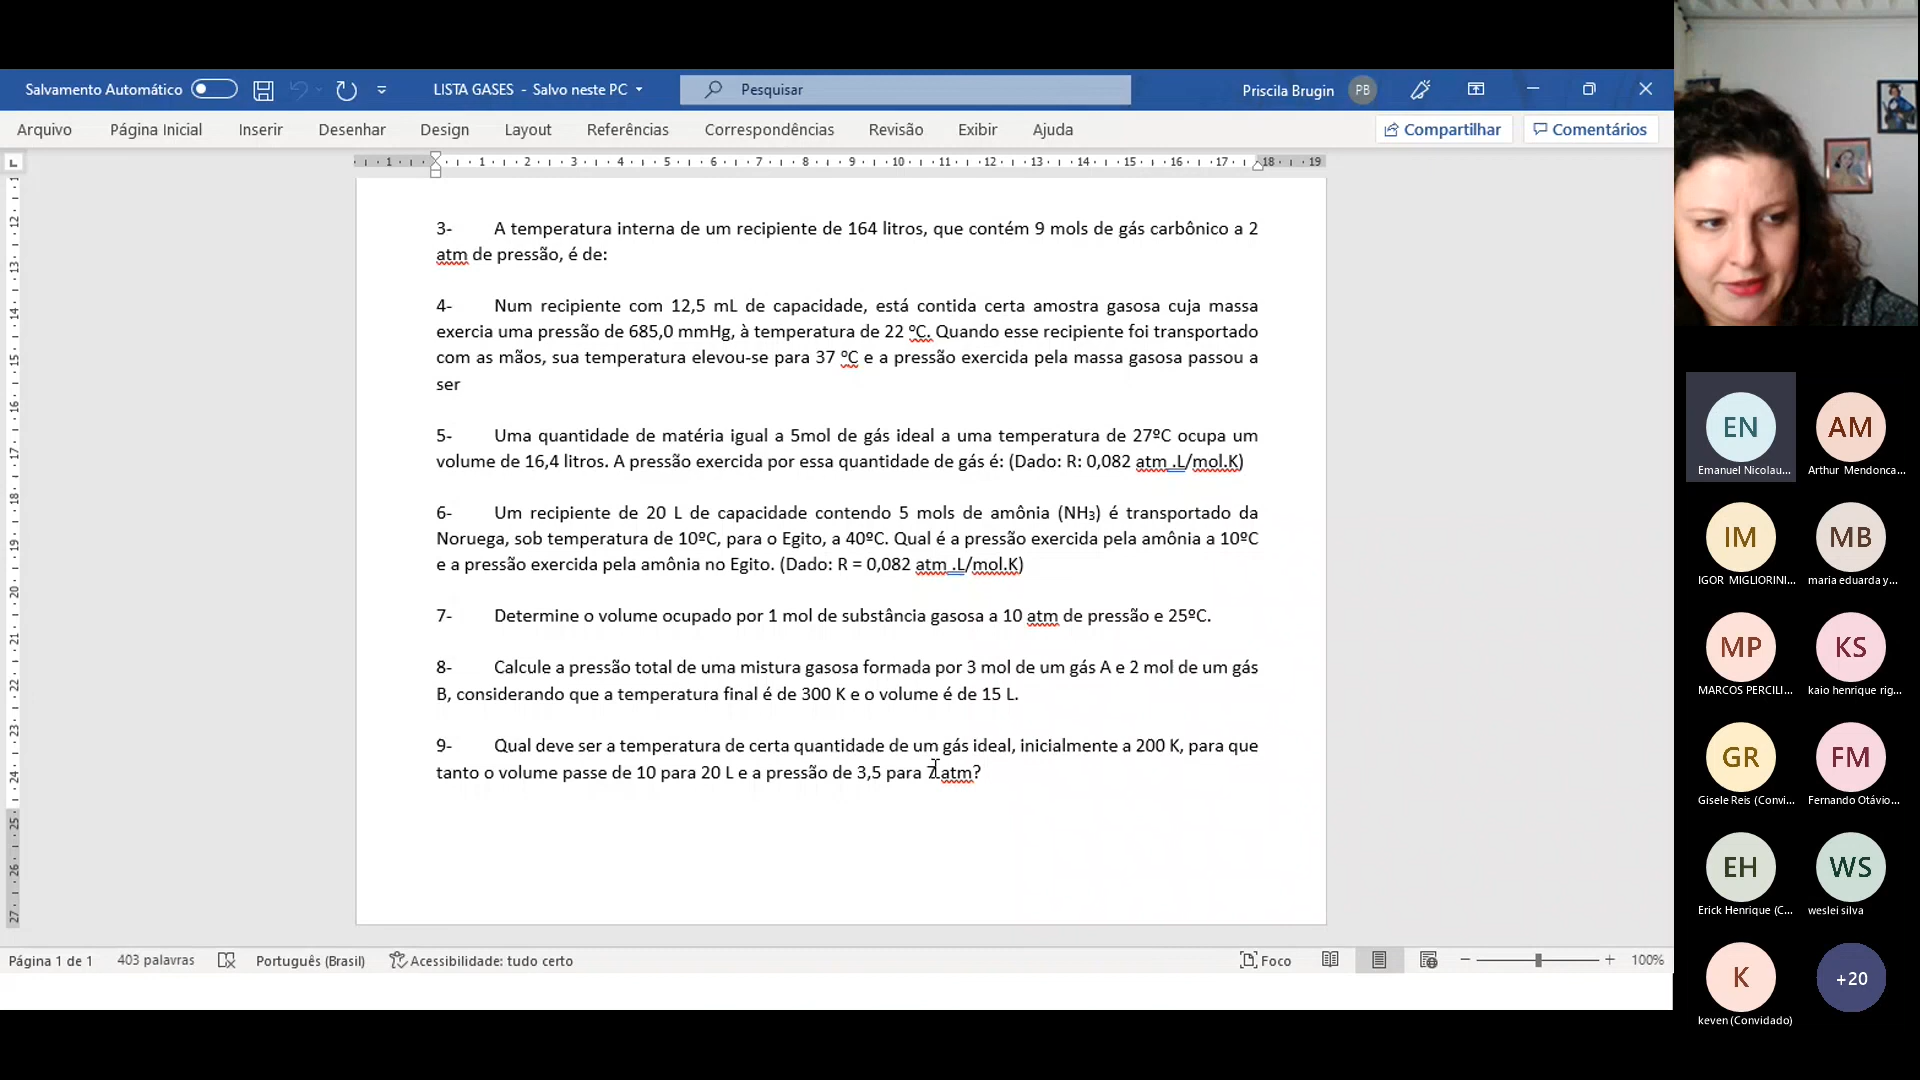 Salvamento Automático
LISTA GASES - Salvo neste PC
Pesquisar
Priscila Brugin
PB
Arquivo Página Inicial Inserir Desenhar Design Layout Referências Correspondências Revisão Exibir Ajuda
Compartilhar
Comentários
3- A temperatura interna de um recipiente de 164 litros, que contém 9 mols de gás carbônico a 2
atm de pressão, é de:
4- Num recipiente com 12,5 mL de capacidade, está contida certa amostra gasosa cuja massa
exercia uma pressão de 685,0 mmHg, à temperatura de 22 °C. Quando esse recipiente foi transportado
com as mãos, sua temperatura elevou-se para 37 °C e a pressão exercida pela massa gasosa passou a
ser
5- Uma quantidade de matéria igual a 5mol de gás ideal a uma temperatura de 27ºC ocupa um
volume de 16,4 litros. A pressão exercida por essa quantidade de gás é: (Dado: R: 0,082 atm .L/mol.K)
6- Um recipiente de 20 L de capacidade contendo 5 mols de amônia (NH₃) é transportado da
Noruega, sob temperatura de 10ºC, para o Egito, a 40ºC. Qual é a pressão exercida pela amônia a 10ºC
e a pressão exercida pela amônia no Egito. (Dado: R = 0,082 atm .L/mol.K)
7- Determine o volume ocupado por 1 mol de substância gasosa a 10 atm de pressão e 25ºC.
8- Calcule a pressão total de uma mistura gasosa formada por 3 mol de um gás A e 2 mol de um gás
B, considerando que a temperatura final é de 300 K e o volume é de 15 L.
9- Qual deve ser a temperatura de certa quantidade de um gás ideal, inicialmente a 200 K, para que
tanto o volume passe de 10 para 20 L e a pressão de 3,5 para 7 atm?
Página 1 de 1
403 palavras
Português (Brasil)
Acessibilidade: tudo certo
Foco
100%
EN
Emanuel Nicolau...
AM
Arthur Mendonca...
IM
IGOR MIGLIORINI...
MB
maria eduarda y...
MP
MARCOS PERCILI...
KS
kaio henrique rig...
GR
Gisele Reis (Convi...
FM
Fernando Otávio...
EH
Erick Henrique (C...
WS
weslei silva
K
keven (Convidado)
+20